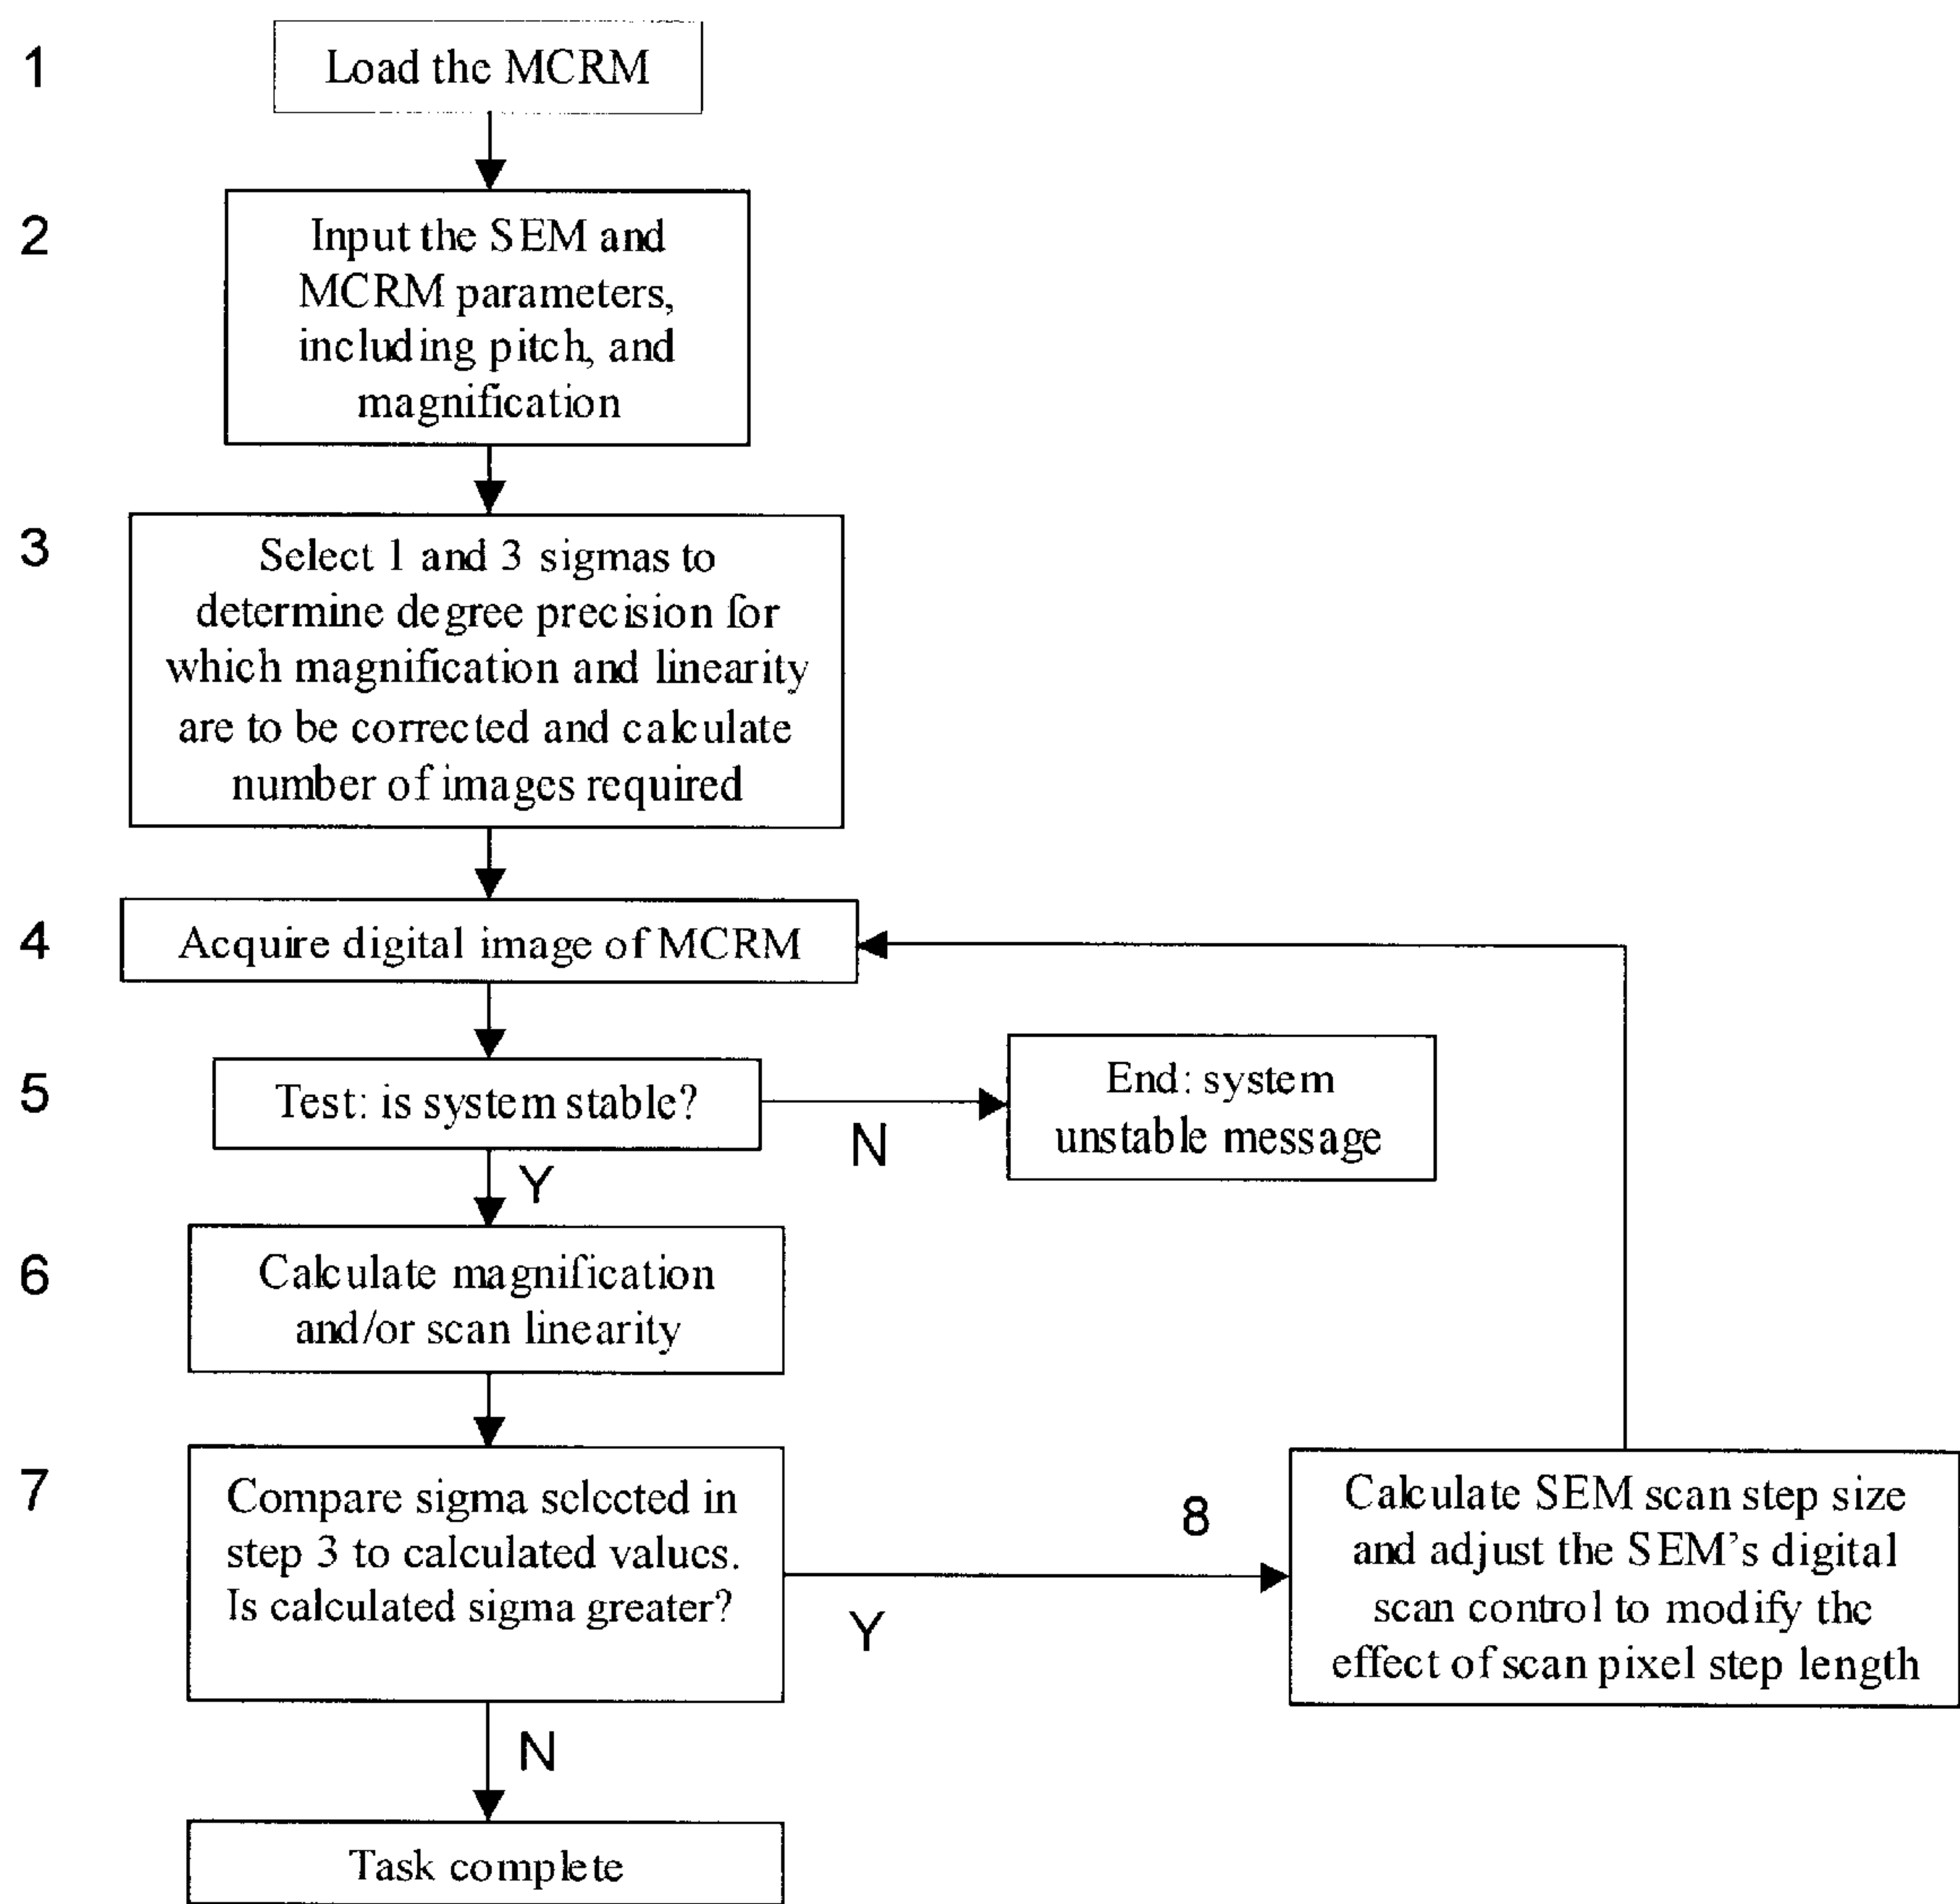 1
Load the MCRM
2
Input the SEM and
MCRM parameters,
including pitch, and
magnification
3
Select 1 and 3 sigmas to
determine degree precision for
which magnification and linearity
are to be corrected and calculate
number of images required
4
Acquire digital image of MCRM
5
Test: is system stable?
N
End: system
unstable message
Y
6
Calculate magnification
and/or scan linearity
7
Compare sigma selected in
step 3 to calculated values.
Is calculated sigma greater?
Y
8
Calculate SEM scan step size
and adjust the SEM's digital
scan control to modify the
effect of scan pixel step length
N
Task complete